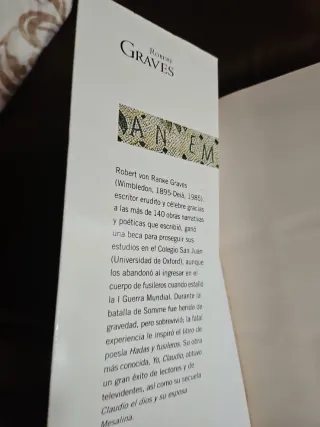 ROBERT
GRAVES
AN EM
Robert von Ranke Graves
(Wimbledon, 1895-Deià, 1985),
escritor erudito y célebre gracias
a las más de 140 obras narrativas
y poéticas que escribió, ganó
una beca para proseguir sus
estudios en el Colegio San Juan
(Universidad de Oxford), aunque
los abandonó al ingresar en el
cuerpo de fusileros cuando estalló
la I Guerra Mundial. Durante la
batalla de Somme fue herido de
gravedad, pero sobrevivió; la fatal
experiencia le inspiró el libro de
poesía Hadas y fusileros. Su obra
más conocida, Yo, Claudio, obtuvo
un gran éxito de lectores y de
televidentes, así como su secuela
Claudio el dios y su esposa
Mesalina.